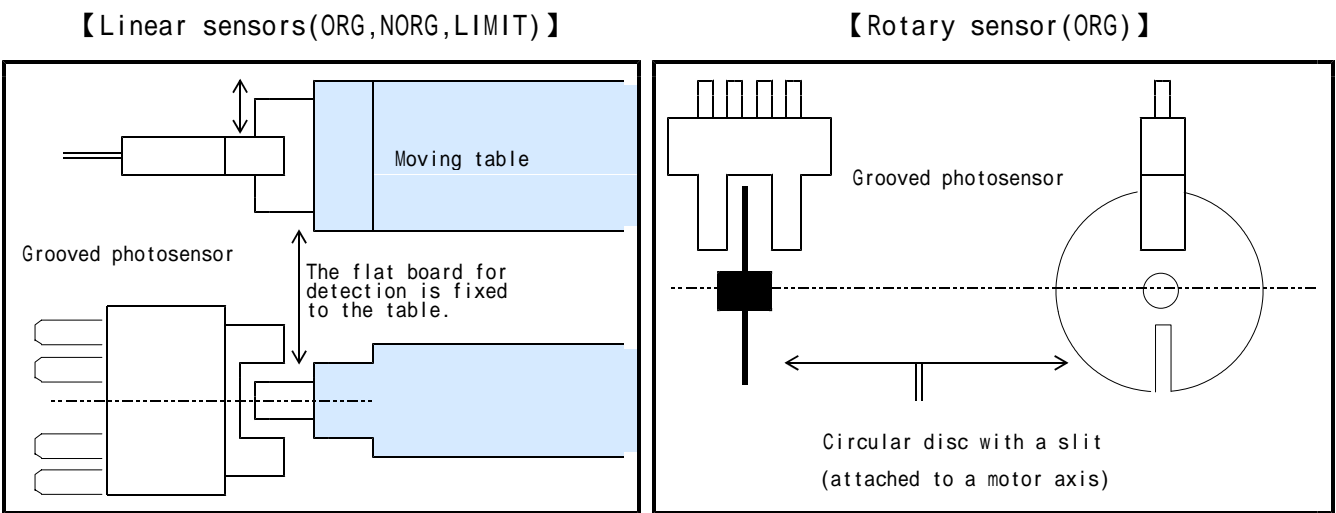 【Linear sensors(ORG,NORG,LIMIT)】
Moving table
Grooved photosensor
The flat board for
detection is fixed
to the table.
【Rotary sensor(ORG)】
Grooved photosensor
Circular disc with a slit
(attached to a motor axis)